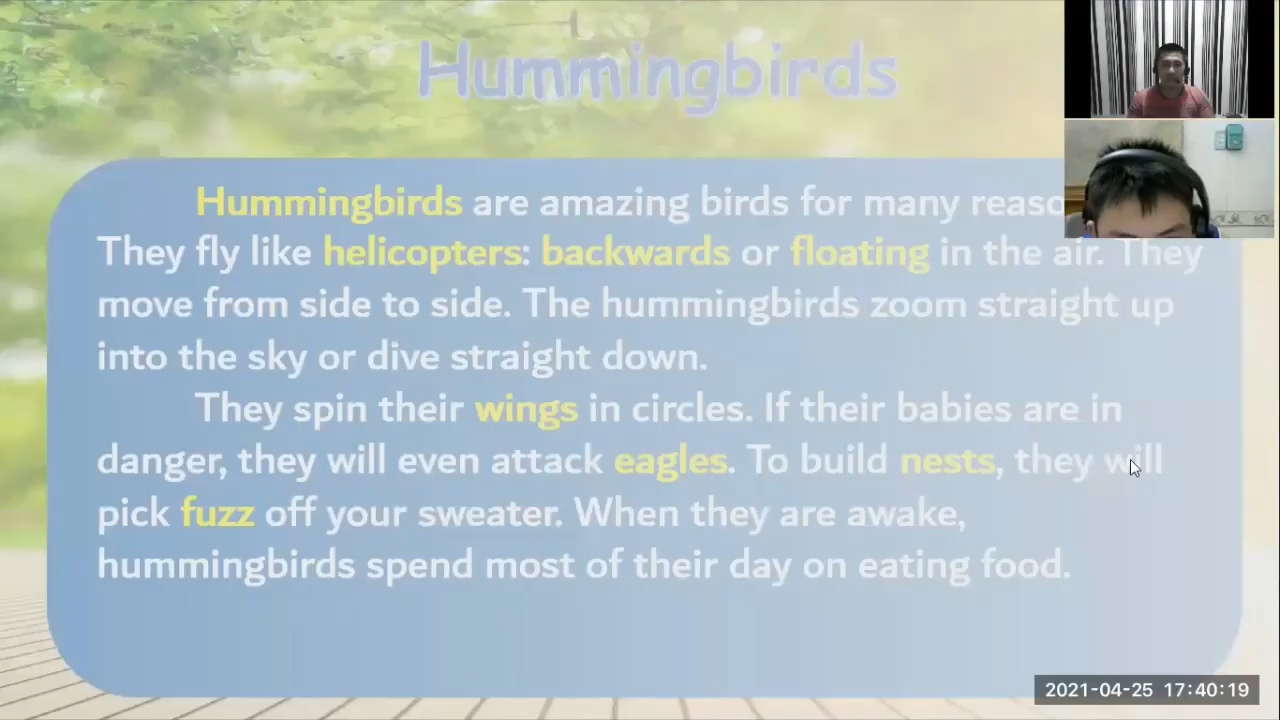 Hummingbirds
Hummingbirds are amazing birds for many reaso
They fly like helicopters: backwards or floating in the air. They
move from side to side. The hummingbirds zoom straight up
into the sky or dive straight down.
They spin their wings in circles. If their babies are in
danger, they will even attack eagles. To build nests, they will
pick fuzz off your sweater. When they are awake,
hummingbirds spend most of their day on eating food.
2021-04-25 17:40:19